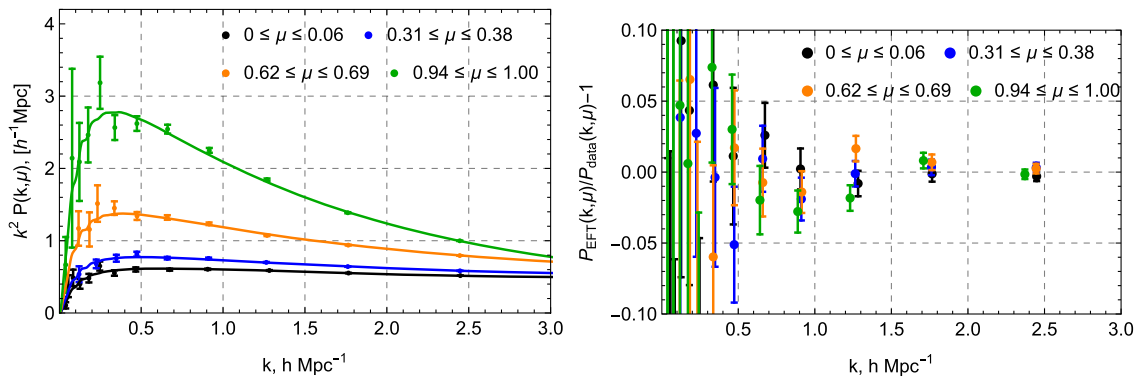 k² P(k,μ), [h⁻¹Mpc]
4
3
2
1
0
0 ≤ μ ≤ 0.06
0.31 ≤ μ ≤ 0.38
0.62 ≤ μ ≤ 0.69
0.94 ≤ μ ≤ 1.00
0.5
1.0
1.5
2.0
2.5
3.0
k, h Mpc⁻¹
P_EFT(k,μ)/P_data(k,μ)−1
0.10
0.05
0.00
−0.05
−0.10
0 ≤ μ ≤ 0.06
0.31 ≤ μ ≤ 0.38
0.62 ≤ μ ≤ 0.69
0.94 ≤ μ ≤ 1.00
0.5
1.0
1.5
2.0
2.5
3.0
k, h Mpc⁻¹